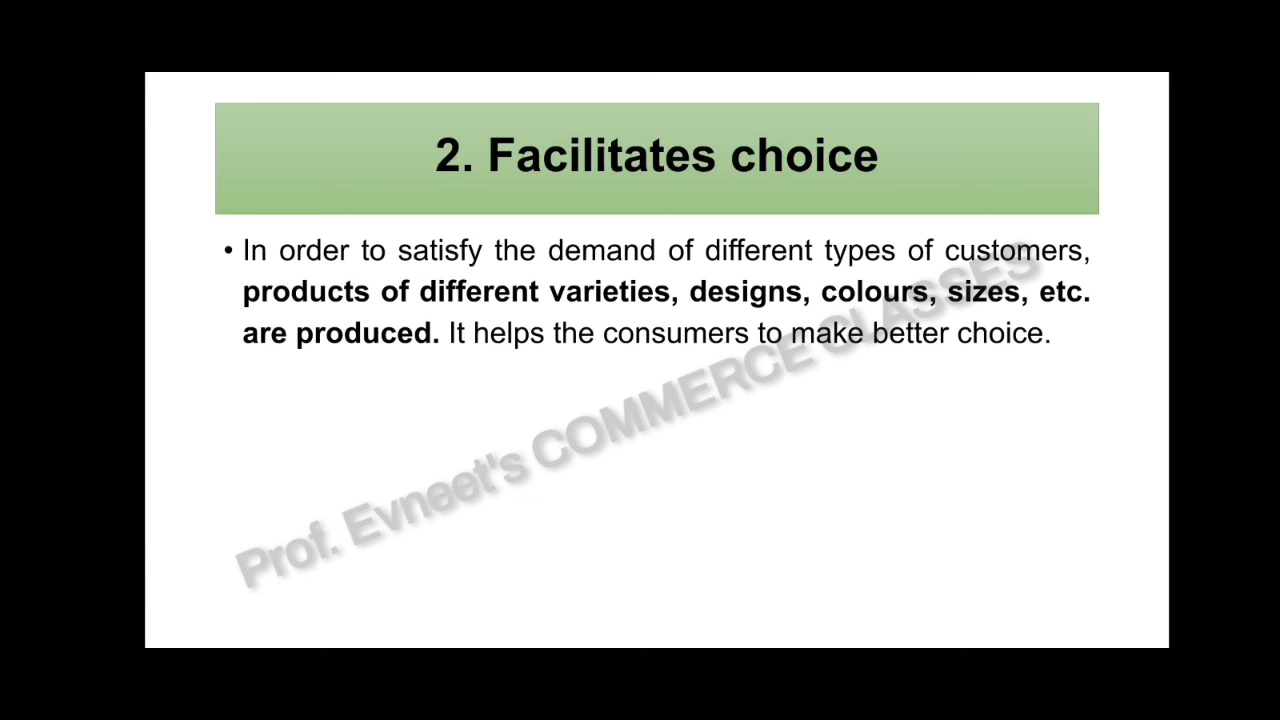 2. Facilitates choice
• In order to satisfy the demand of different types of customers,
products of different varieties, designs, colours, sizes, etc.
are produced. It helps the consumers to make better choice.
Prof. Evneet's COMMERCE CLASSES